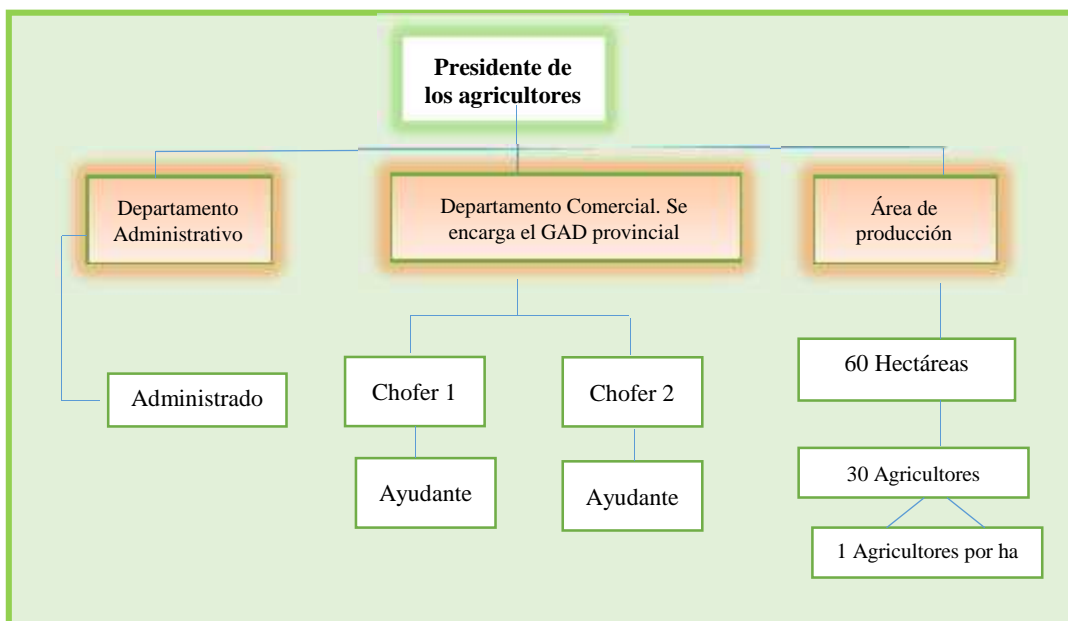 Presidente de
los agricultores
Departamento
Administrativo
Departamento Comercial. Se
encarga el GAD provincial
Área de
producción
Administrado
Chofer 1
Chofer 2
Ayudante
Ayudante
60 Hectáreas
30 Agricultores
1 Agricultores por ha